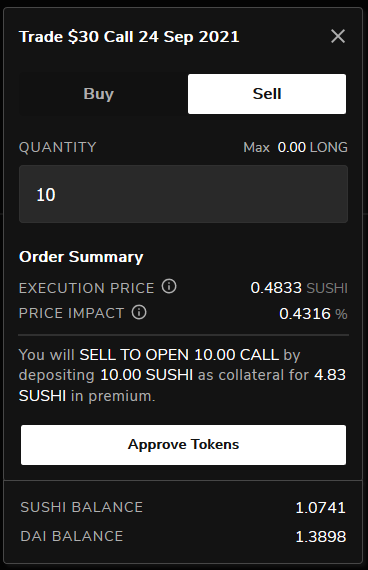 Trade $30 Call 24 Sep 2021
Buy Sell
QUANTITY Max 0.00 LONG
10
Order Summary
EXECUTION PRICE 0.4833 SUSHI
PRICE IMPACT 0.4316 %
You will SELL TO OPEN 10.00 CALL by
depositing 10.00 SUSHI as collateral for 4.83
SUSHI in premium.
Approve Tokens
SUSHI BALANCE 1.0741
DAI BALANCE 1.3898